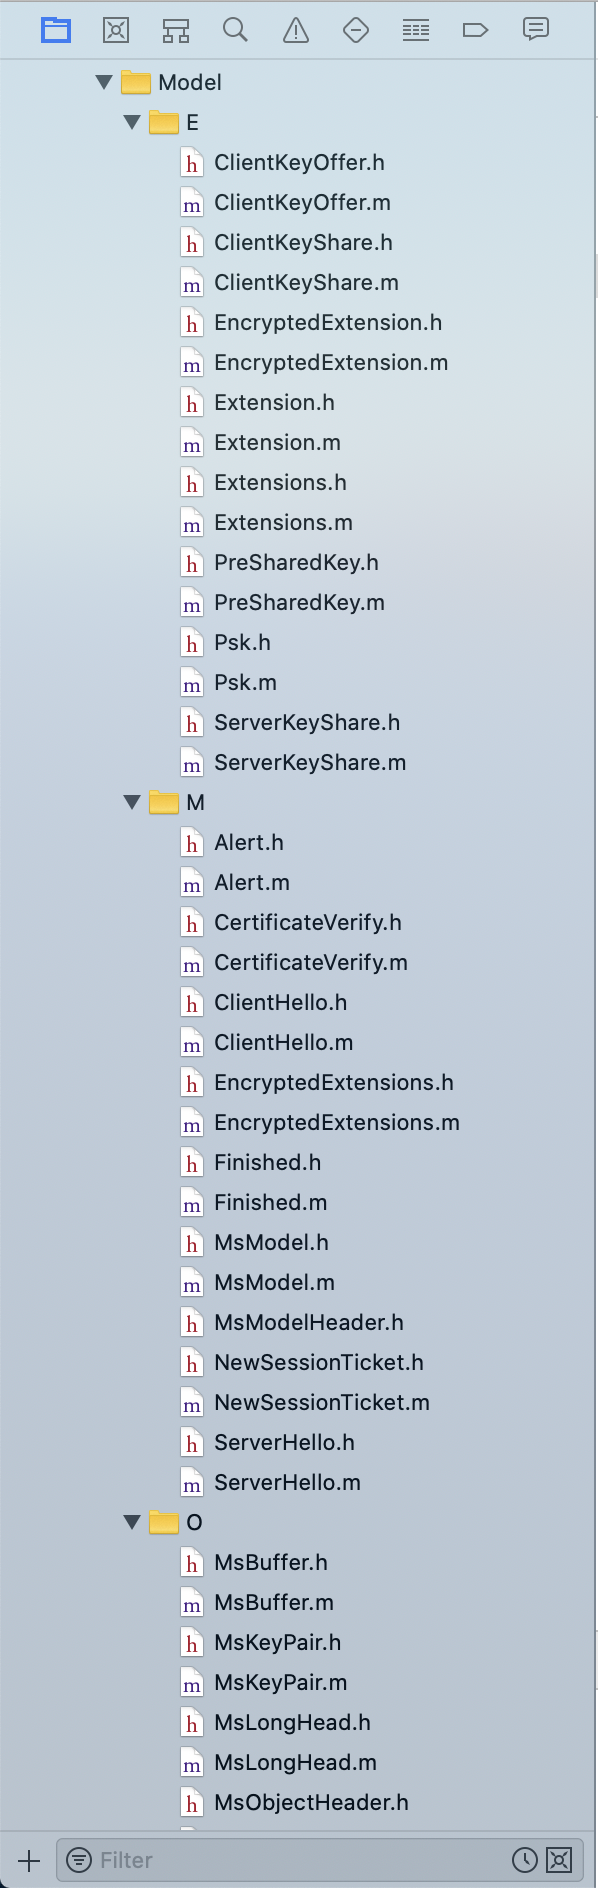 Model
E
ClientKeyOffer.h
ClientKeyOffer.m
ClientKeyShare.h
ClientKeyShare.m
EncryptedExtension.h
EncryptedExtension.m
Extension.h
Extension.m
Extensions.h
Extensions.m
PreSharedKey.h
PreSharedKey.m
Psk.h
Psk.m
ServerKeyShare.h
ServerKeyShare.m
M
Alert.h
Alert.m
CertificateVerify.h
CertificateVerify.m
ClientHello.h
ClientHello.m
EncryptedExtensions.h
EncryptedExtensions.m
Finished.h
Finished.m
MsModel.h
MsModel.m
MsModelHeader.h
NewSessionTicket.h
NewSessionTicket.m
ServerHello.h
ServerHello.m
O
MsBuffer.h
MsBuffer.m
MsKeyPair.h
MsKeyPair.m
MsLongHead.h
MsLongHead.m
MsObjectHeader.h
Filter